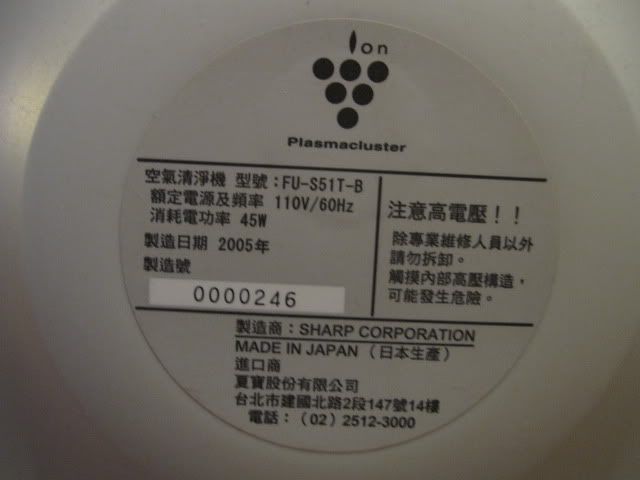 Ion
Plasmacluster
空氣清淨機 型號：FU-S51T-B
額定電源及頻率 110V/60Hz
消耗電功率 45W
製造日期 2005年
製造號
0000246
注意高電壓！！
除專業維修人員以外
請勿拆卸。
觸摸內部高壓構造，
可能發生危險。
製造商：SHARP CORPORATION
MADE IN JAPAN（日本生產）
進口商
夏寶股份有限公司
台北市建國北路2段147號14樓
電話：（02）2512-3000